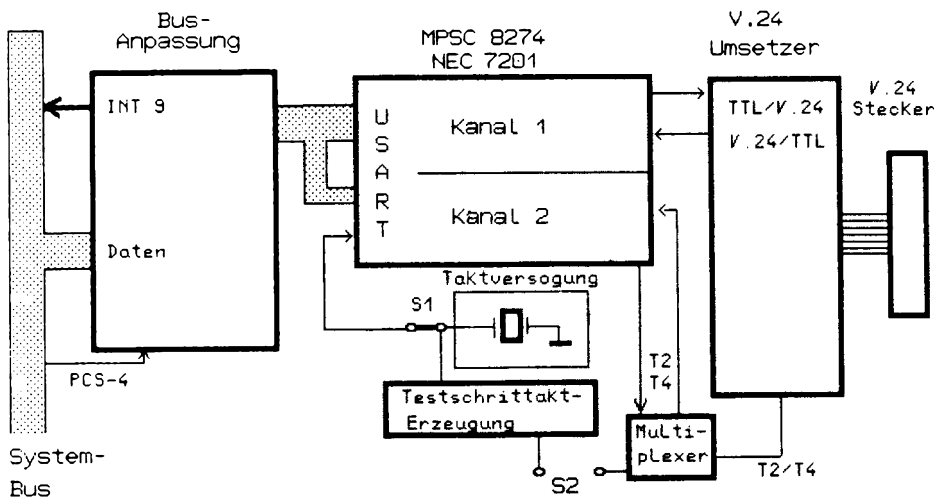 Bus-
Anpassung
MPSC 8274
NEC 7201
V.24
Umsetzer
V.24
Stecker
INT 9
Daten
PCS-4
USART
Kanal 1
Kanal 2
TTL/V.24
V.24/TTL
Taktversogung
S1
Testschrittakt-
Erzeugung
S2
T2
T4
Multi-
plexer
T2/T4
System-
Bus